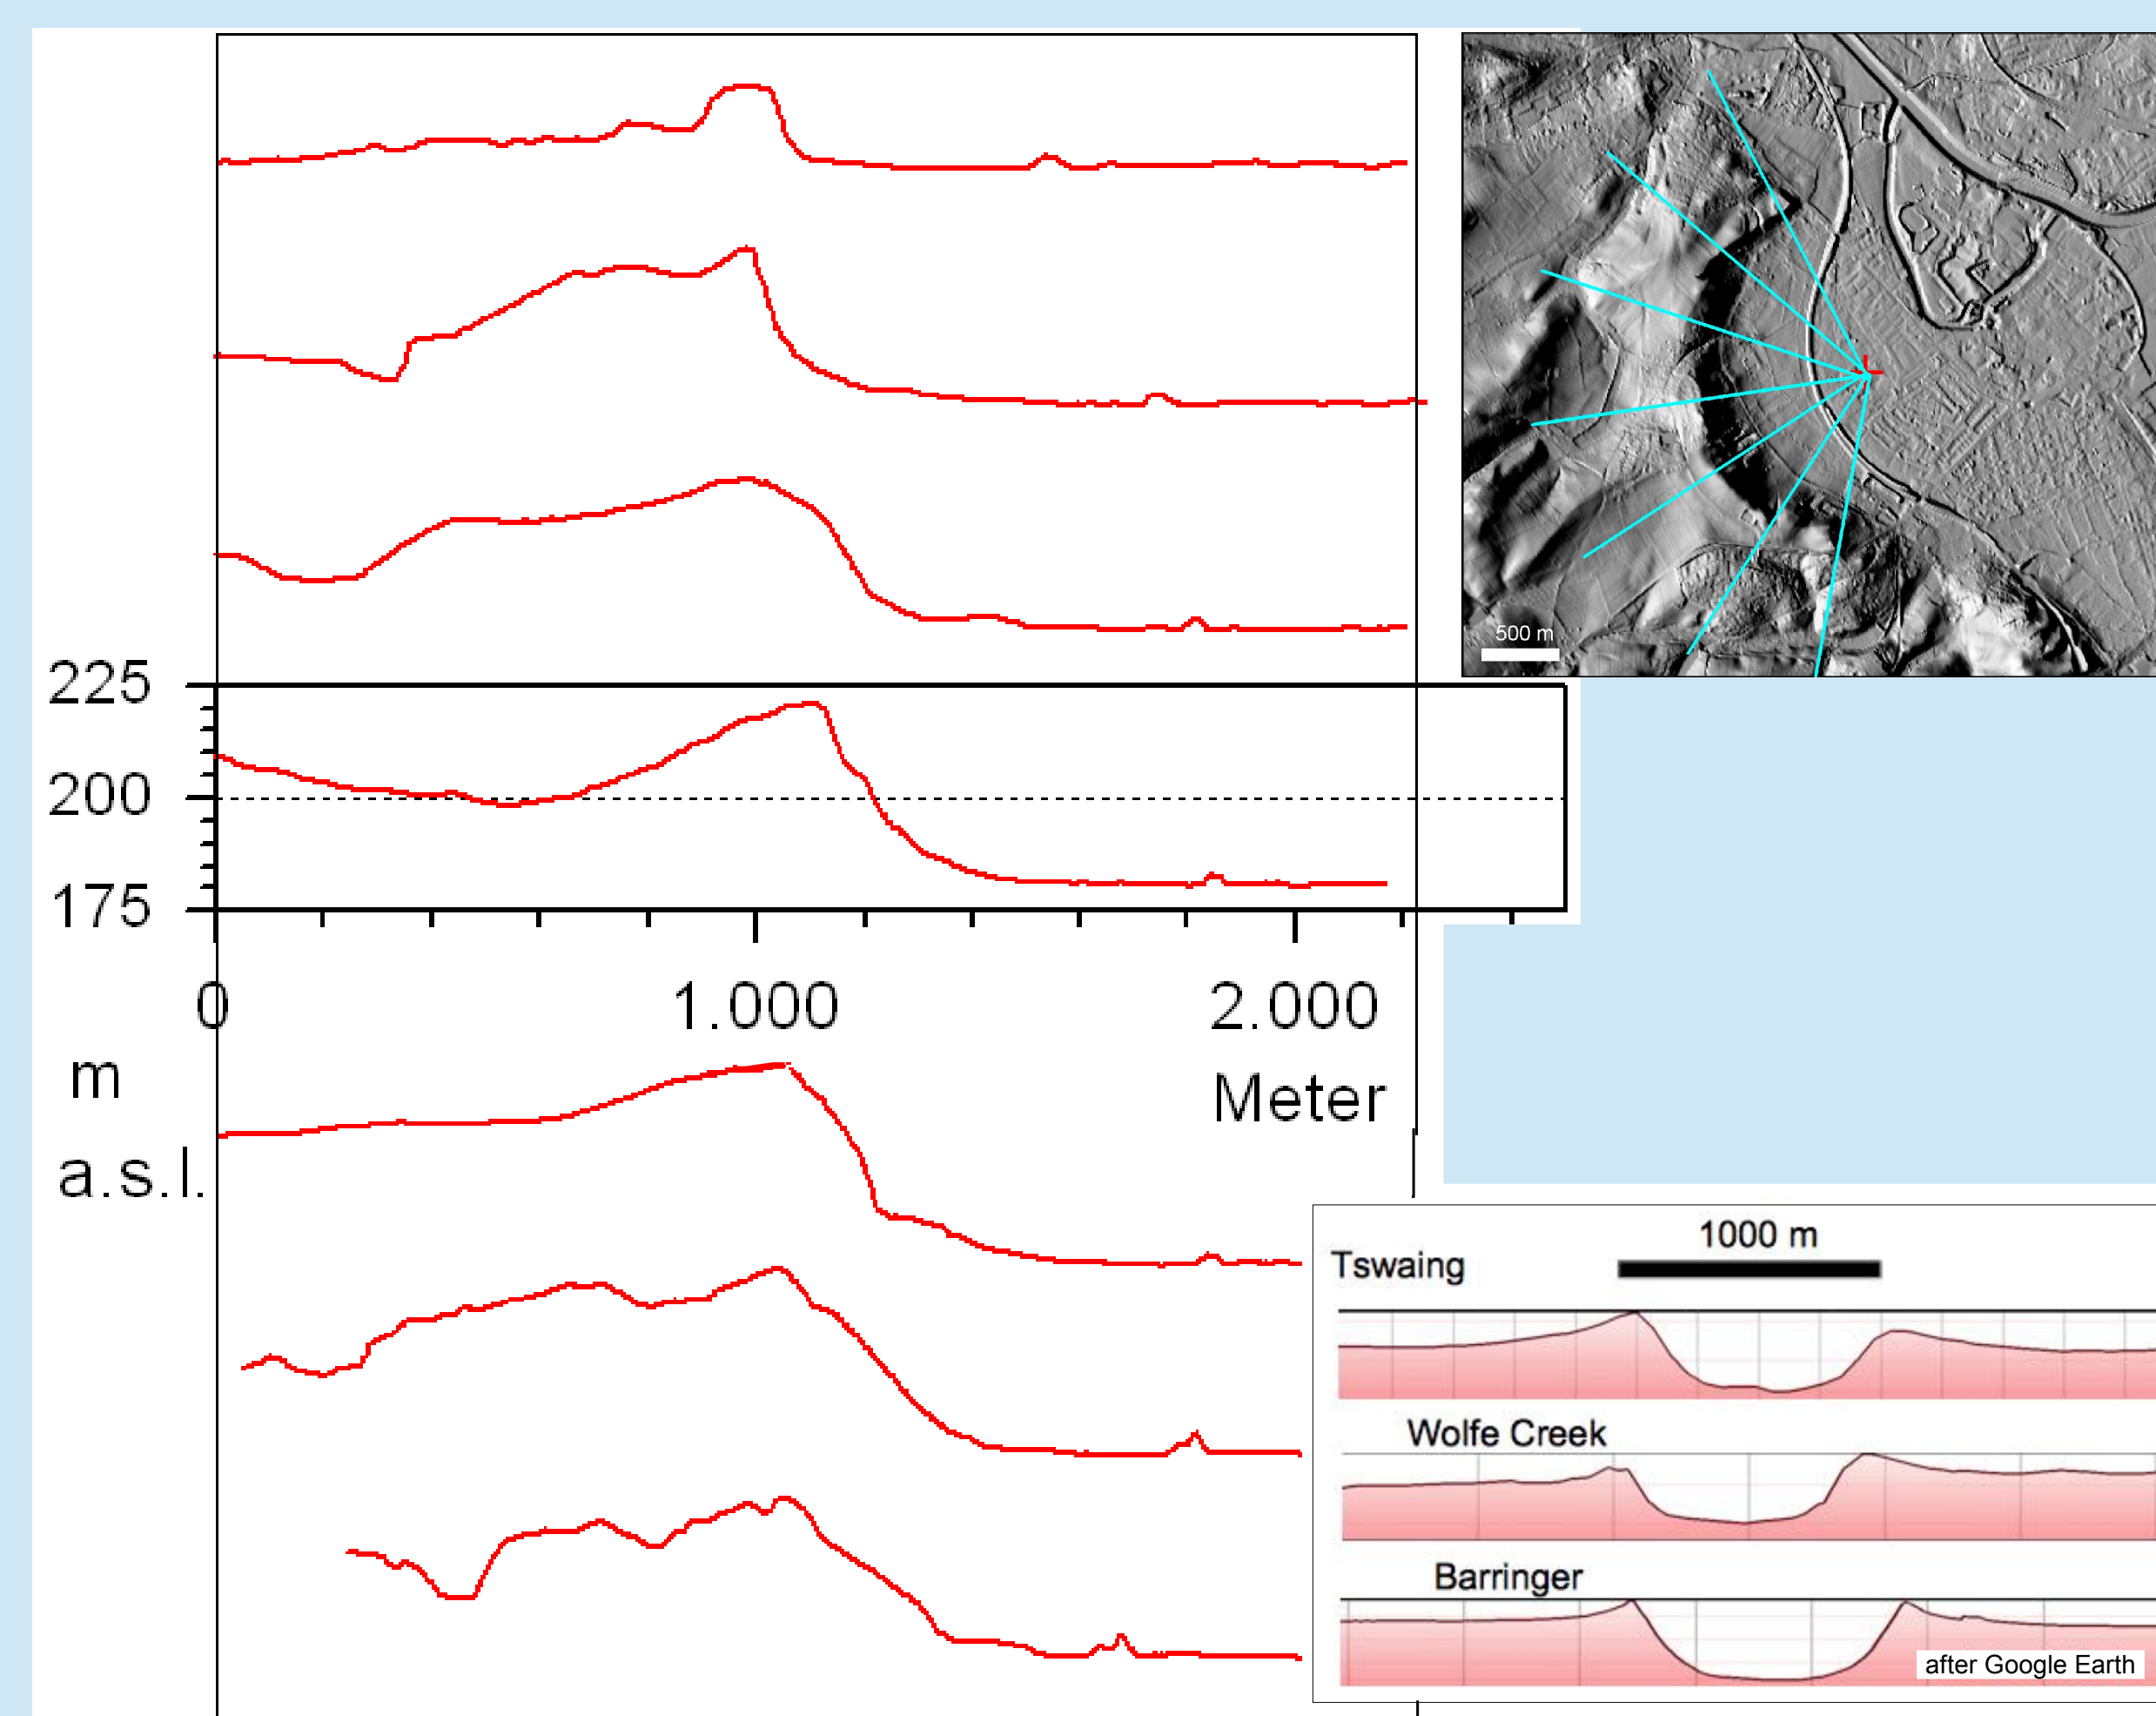 500 m
225
200
175
0 1.000 2.000
m
Meter
a.s.l.
1000 m
Tswaing
Wolfe Creek
Barringer
after Google Earth